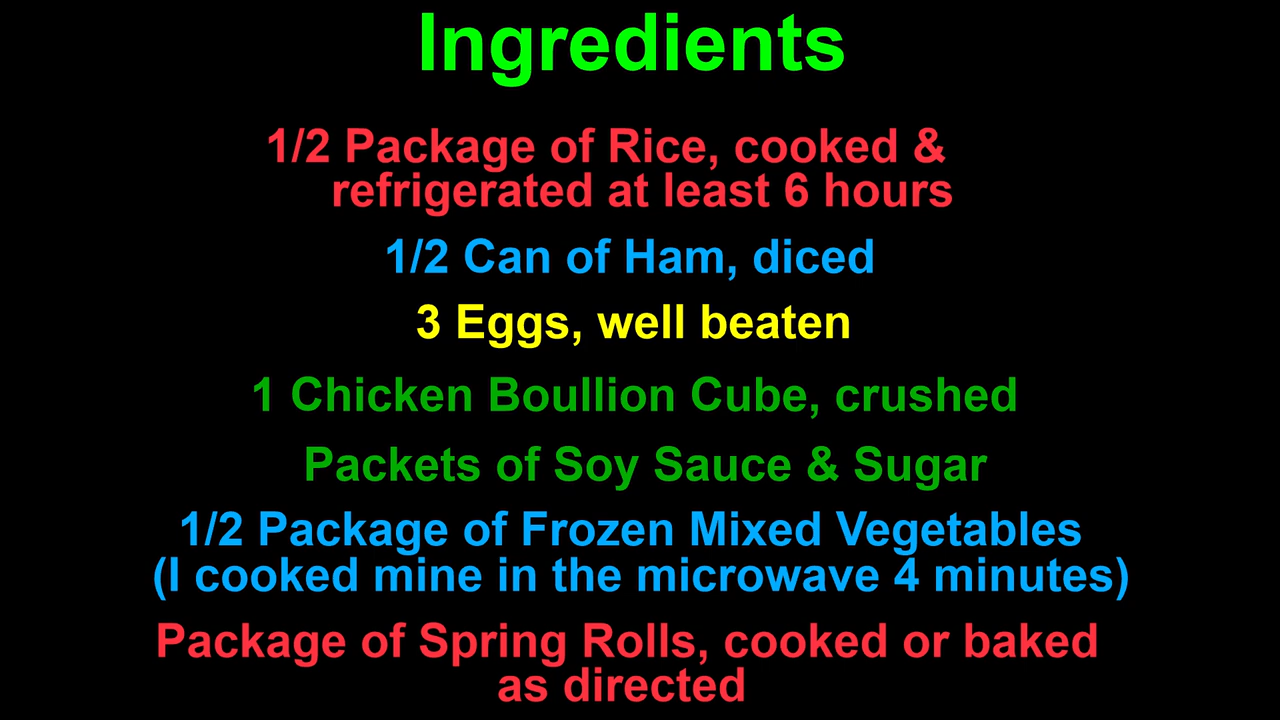 Ingredients
1/2 Package of Rice, cooked &
refrigerated at least 6 hours
1/2 Can of Ham, diced
3 Eggs, well beaten
1 Chicken Boullion Cube, crushed
Packets of Soy Sauce & Sugar
1/2 Package of Frozen Mixed Vegetables
(I cooked mine in the microwave 4 minutes)
Package of Spring Rolls, cooked or baked
as directed